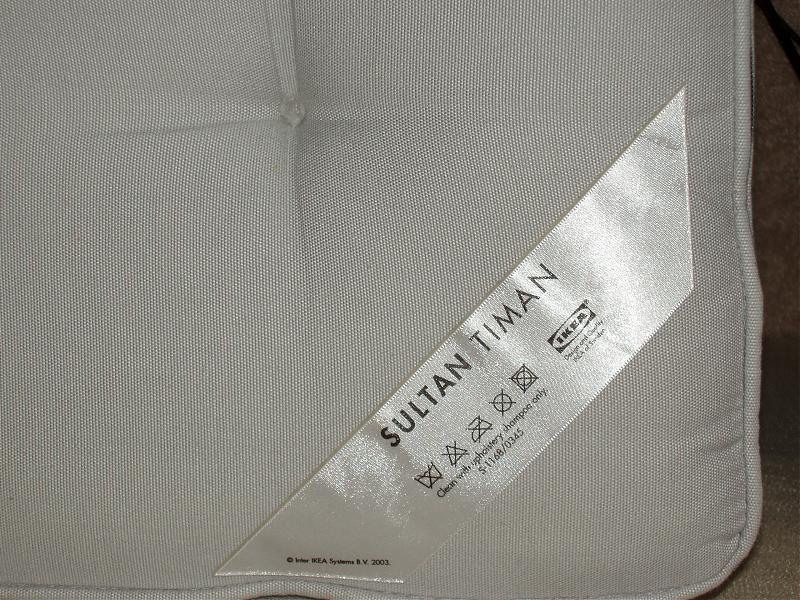 SULTAN TIMAN
IKEA®
Design and Quality
IKEA of Sweden
Clean with upholstery shampoo only.
S-1168/0345
© Inter IKEA Systems B.V. 2003.